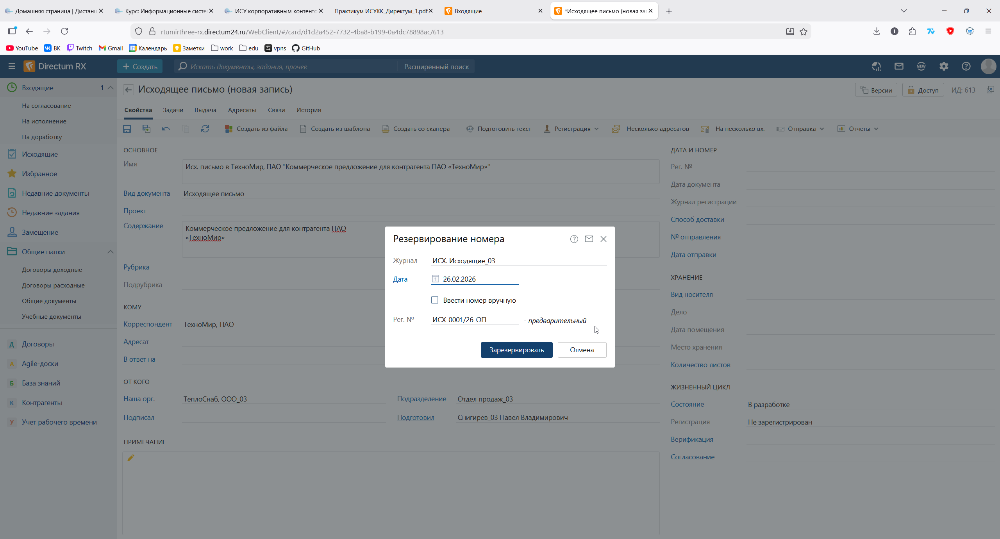 Домашняя страница | Дистанц
Курс: Информационные систе
ИСУ корпоративным контенто
Практикум ИСУКК_Директум_1.pdf
Входящие
*Исходящее письмо (новая за
rtumirthree-rx.directum24.ru/WebClient/#/card/d1d2a452-7732-4ba8-b199-0a4dc78898ac/613
YouTube
ВК
Twitch
Gmail
31
Календарь
Заметки
work
edu
vpns
GitHub
Directum RX
Создать
Искать документы, задания, прочее
Расширенный поиск
NEW
Входящие 1
На согласование
На исполнение
На доработку
Исходящие
Избранное
Недавние документы
Недавние задания
Замещение
Общие папки
Договоры доходные
Договоры расходные
Общие документы
Учебные документы
Д Договоры
А Agile-доски
Б База знаний
К Контрагенты
У Учет рабочего времени
Исходящее письмо (новая запись)
Версии
Доступ
ИД: 613
Свойства
Задачи
Выдача
Адресаты
Связи
История
Создать из файла
Создать из шаблона
Создать со сканера
AI
Подготовить текст
Регистрация
Несколько адресатов
На несколько вх.
Отправка
Отчеты
ОСНОВНОЕ
Имя
Исх. письмо в ТехноМир, ПАО "Коммерческое предложение для контрагента ПАО «ТехноМир»"
Вид документа Исходящее письмо
Проект
Содержание
Коммерческое предложение для контрагента ПАО
«ТехноМир»
Рубрика
Подрубрика
КОМУ
Корреспондент ТехноМир, ПАО
Адресат
В ответ на
ОТ КОГО
Наша орг. ТеплоСнаб, ООО_03
Подразделение Отдел продаж_03
Подписал
Подготовил Снигирев_03 Павел Владимирович
ПРИМЕЧАНИЕ
Резервирование номера
Журнал ИСХ. Исходящие_03
Дата 1 26.02.2026
Ввести номер вручную
Рег. № ИСХ-0001/26-ОП - предварительный
Зарезервировать
Отмена
ДАТА И НОМЕР
Рег. №
Дата документа
Журнал регистрации
Способ доставки
№ отправления
Дата отправки
ХРАНЕНИЕ
Вид носителя
Дело
Дата помещения
Место хранения
Количество листов
ЖИЗНЕННЫЙ ЦИКЛ
Состояние В разработке
Регистрация Не зарегистрирован
Верификация
Согласование